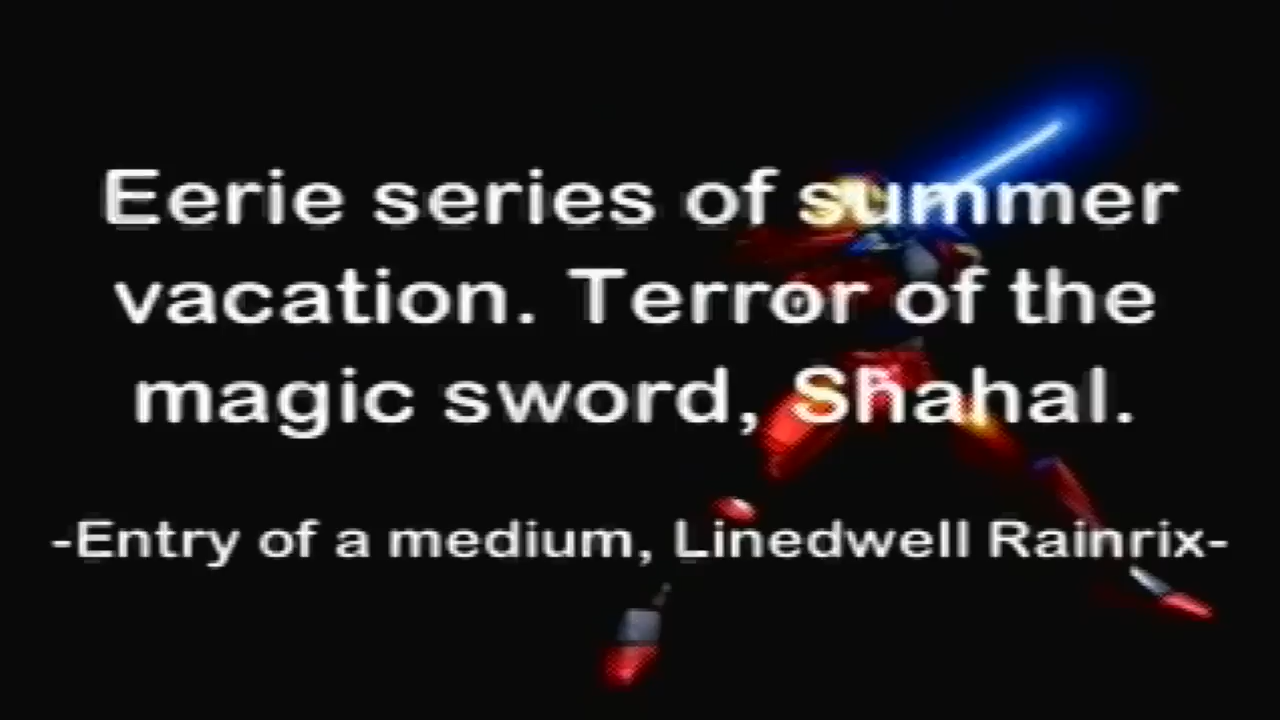 Eerie series of summer
vacation. Terror of the
magic sword, Shahal.
-Entry of a medium, Linedwell Rainrix-